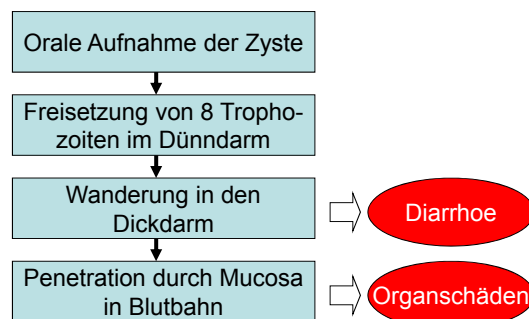 Orale Aufnahme der Zyste
Freisetzung von 8 Tropho-
zoiten im Dünndarm
Wanderung in den
Dickdarm
Diarrhoe
Penetration durch Mucosa
in Blutbahn
Organschäden